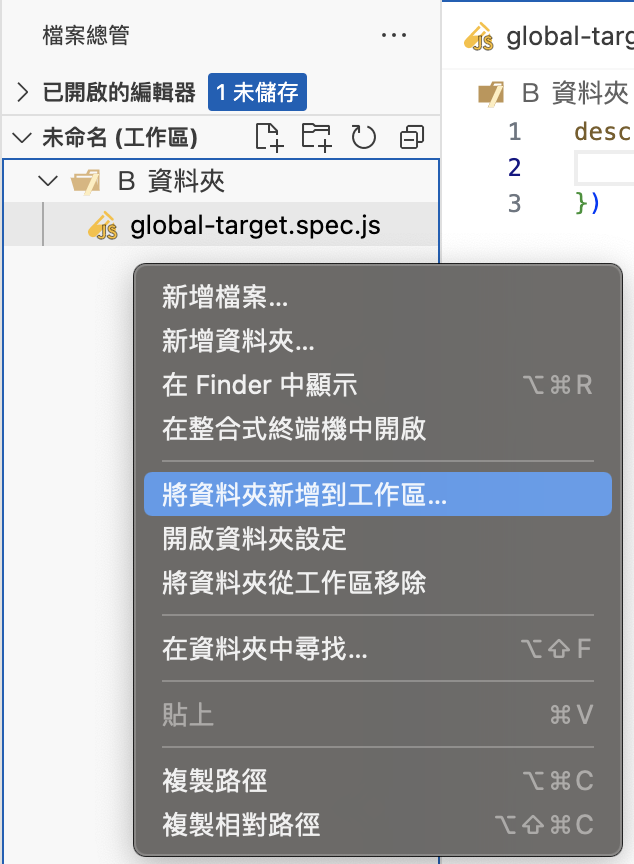 檔案總管 ...
global-targ
已開啟的編輯器 1 未儲存
B 資料夾
未命名 (工作區)
1 desc
B 資料夾
2
3 })
global-target.spec.js
新增檔案...
新增資料夾...
在 Finder 中顯示 ⌥⌘R
在整合式終端機中開啟
將資料夾新增到工作區...
開啟資料夾設定
將資料夾從工作區移除
在資料夾中尋找... ⌥⇧F
貼上 ⌘V
複製路徑 ⌥⌘C
複製相對路徑 ⌥⇧⌘C